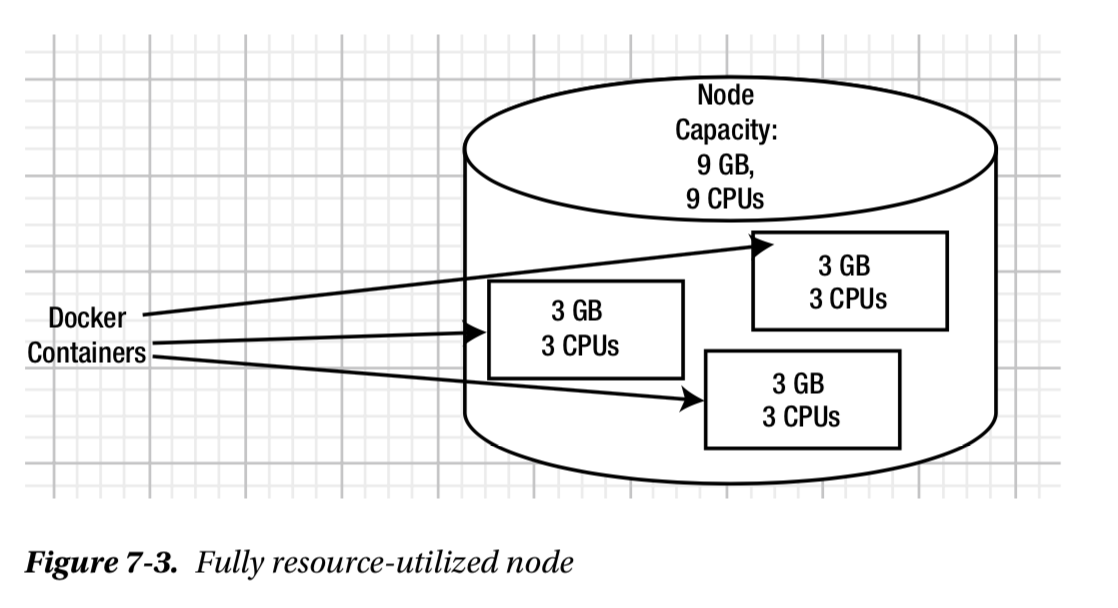 Node
Capacity:
9 GB,
9 CPUs
3 GB
3 CPUs
Docker
Containers
3 GB
3 CPUs
3 GB
3 CPUs
Figure 7-3. Fully resource-utilized node